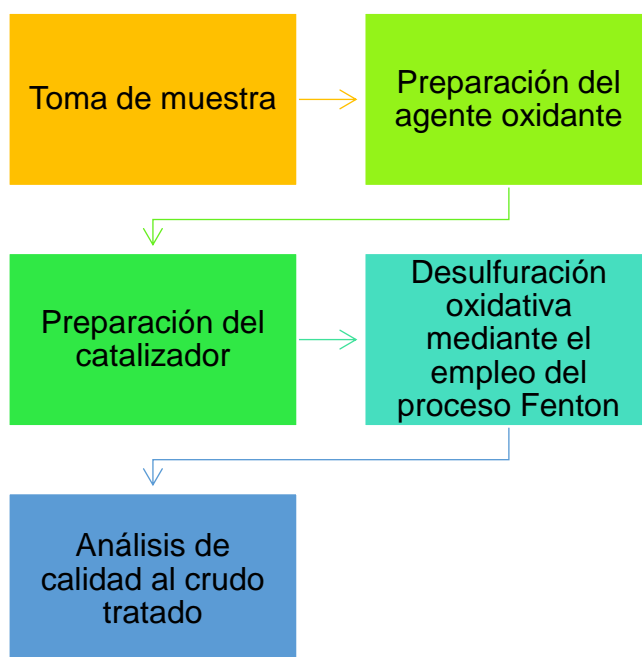 Toma de
muestra
Preparación del
agente oxidante
Preparación del
catalizador
Desulfuración
oxidativa
mediante el
empleo del
proceso Fenton
Análisis de
calidad al crudo
tratado